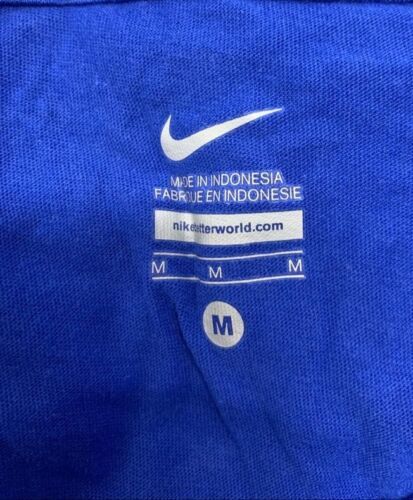 MADE IN INDONESIA
FABRIQUE EN INDONESIE
nikebetterworld.com
M M M
M